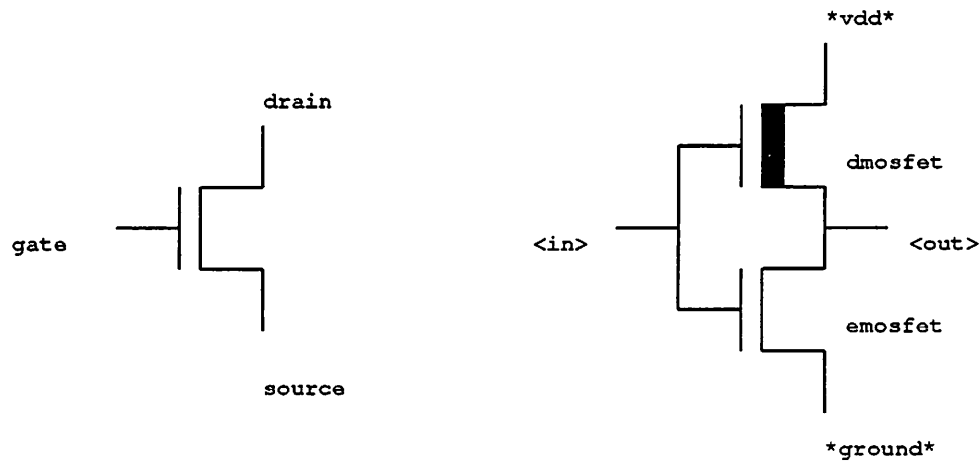 drain
gate
source
*vdd*
dmosfet
<in>
<out>
emosfet
*ground*